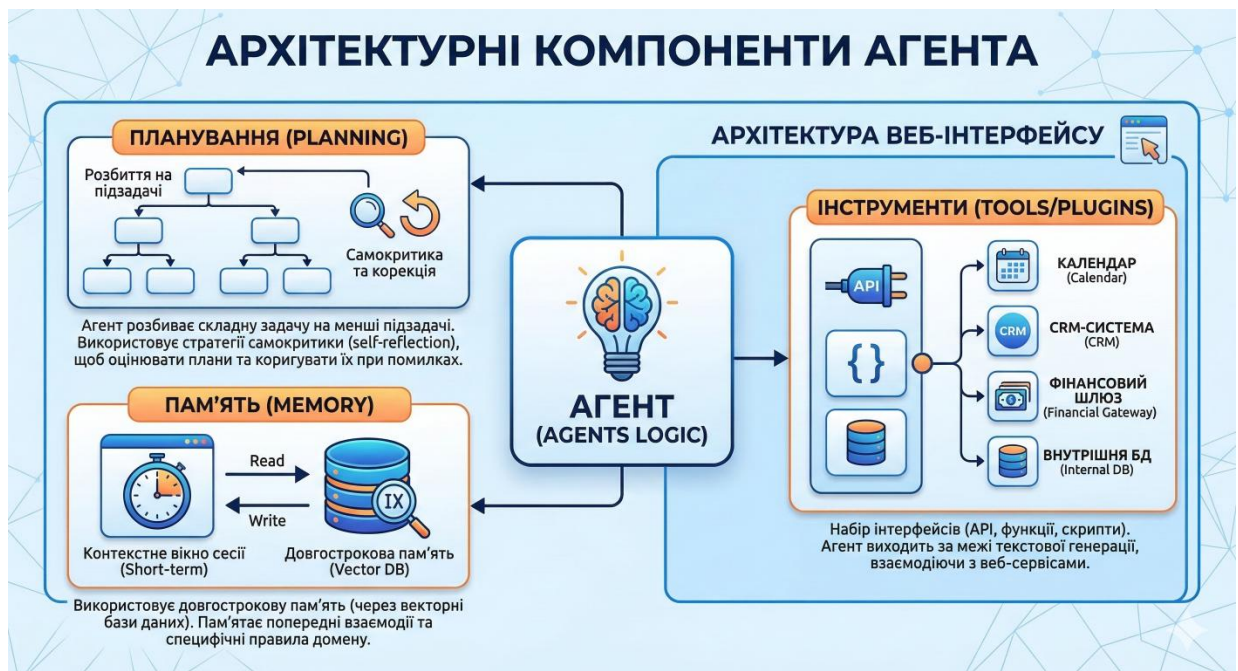 АРХІТЕКТУРНІ КОМПОНЕНТИ АГЕНТА
ПЛАНУВАННЯ (PLANNING)
Розбиття на
підзадачі
Самокритика
та корекція
Агент розбиває складну задачу на менші підзадачі.
Використовує стратегії самокритики (self-reflection),
щоб оцінювати плани та коригувати їх при помилках.
ПАМ’ЯТЬ (MEMORY)
Read
Write
IX
Контекстне вікно сесії
(Short-term)
Довгострокова пам’ять
(Vector DB)
Використовує довгострокову пам’ять (через векторні
бази даних). Пам’ятає попередні взаємодії та
специфічні правила домену.
АГЕНТ
(AGENTS LOGIC)
АРХІТЕКТУРА ВЕБ-ІНТЕРФЕЙСУ
ІНСТРУМЕНТИ (TOOLS/PLUGINS)
API
{ }
КАЛЕНДАР
(Calendar)
CRM
CRM-СИСТЕМА
(CRM)
ФІНАНСОВИЙ
ШЛЮЗ
(Financial Gateway)
ВНУТРІШНЯ БД
(Internal DB)
Набір інтерфейсів (API, функції, скрипти).
Агент виходить за межі текстової генерації,
взаємодіючи з веб-сервісами.